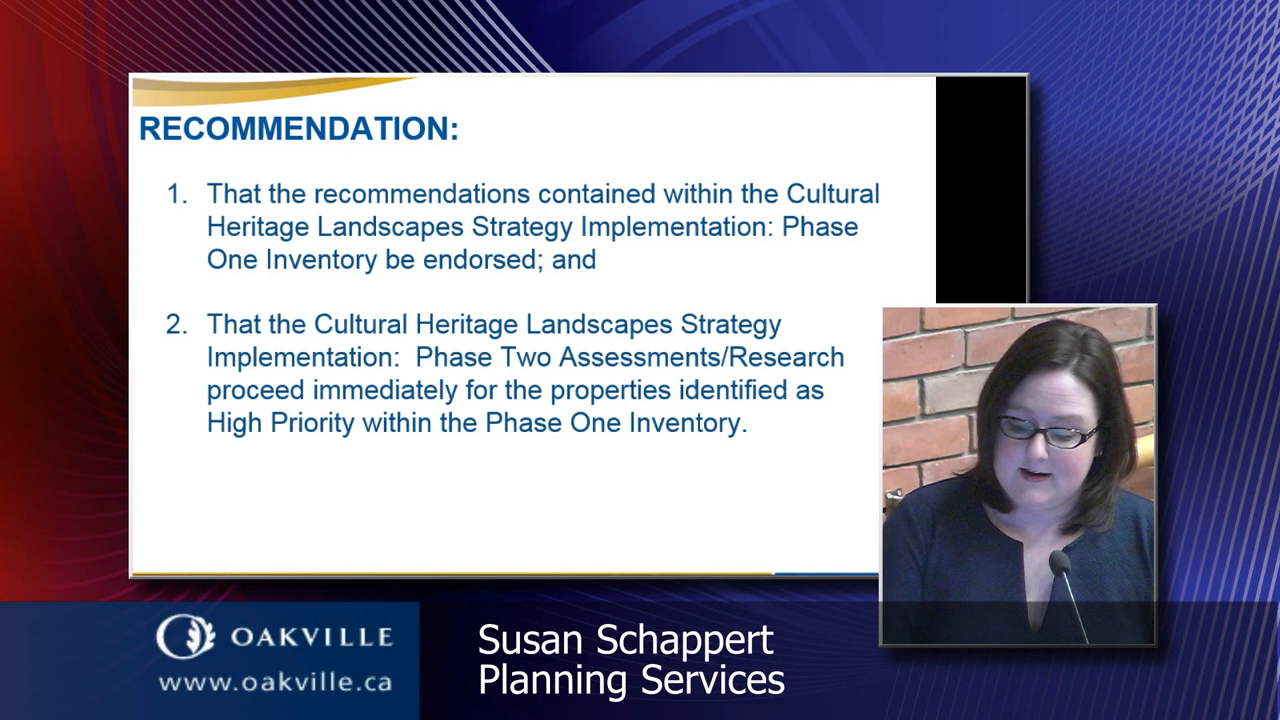 RECOMMENDATION:
1. That the recommendations contained within the Cultural
Heritage Landscapes Strategy Implementation: Phase
One Inventory be endorsed; and
2. That the Cultural Heritage Landscapes Strategy
Implementation: Phase Two Assessments/Research
proceed immediately for the properties identified as
High Priority within the Phase One Inventory.
OAKVILLE
www.oakville.ca
Susan Schappert
Planning Services